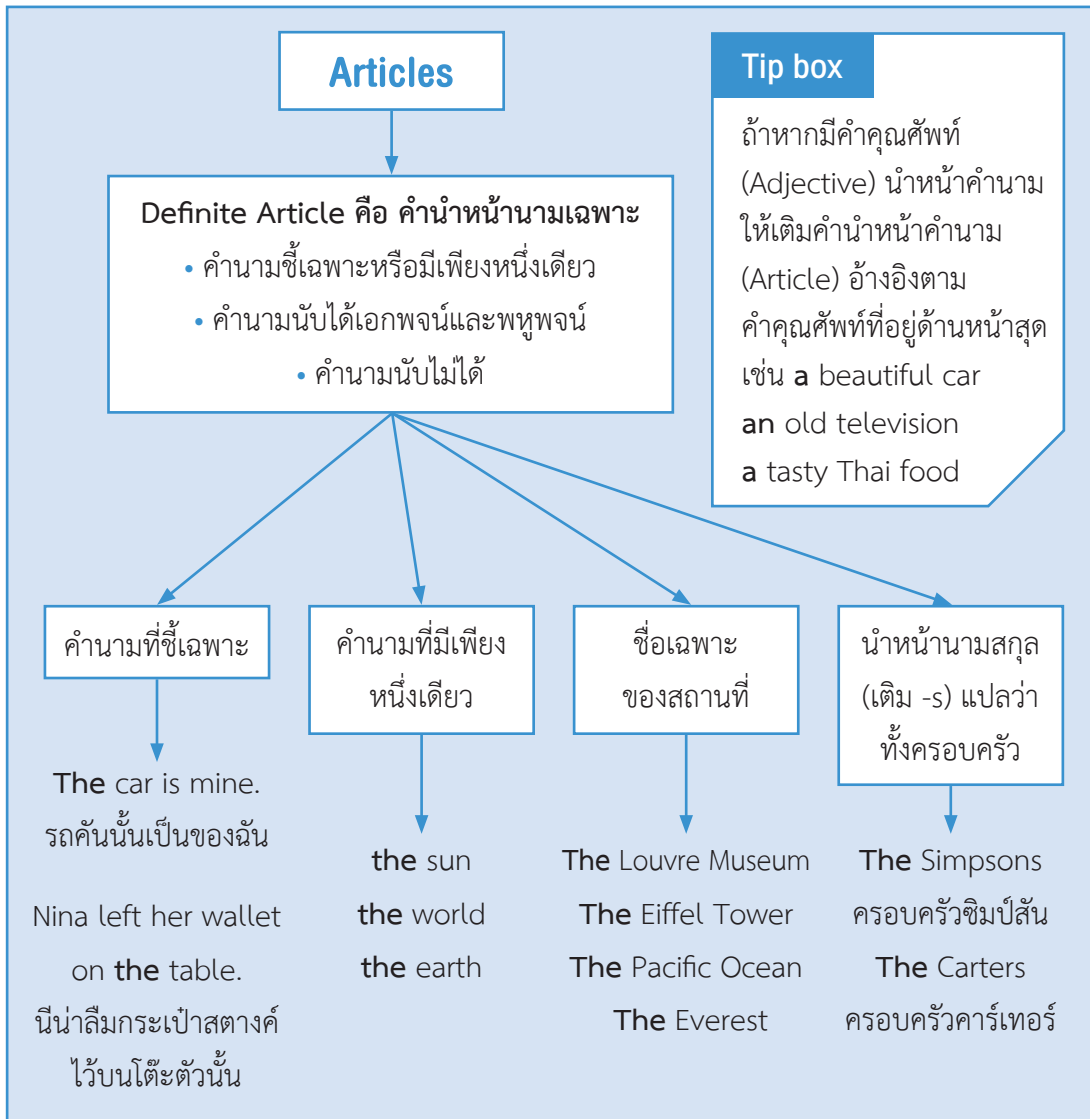 Articles
Definite Article คือ คำนำหน้านามเฉพาะ
• คำนามชี้เฉพาะหรือมีเพียงหนึ่งเดียว
• คำนามนับได้เอกพจน์และพหูพจน์
• คำนามนับไม่ได้
Tip box
ถ้าหากมีคำคุณศัพท์
(Adjective) นำหน้าคำนาม
ให้เติมคำนำหน้าคำนาม
(Article) อ้างอิงตาม
คำคุณศัพท์ที่อยู่ด้านหน้าสุด
เช่น a beautiful car
an old television
a tasty Thai food
คำนามที่ชี้เฉพาะ
The car is mine.
รถคันนั้นเป็นของฉัน
Nina left her wallet
on the table.
นีน่าลืมกระเป๋าสตางค์
ไว้บนโต๊ะตัวนั้น
คำนามที่มีเพียง
หนึ่งเดียว
the sun
the world
the earth
ชื่อเฉพาะ
ของสถานที่
The Louvre Museum
The Eiffel Tower
The Pacific Ocean
The Everest
นำหน้านามสกุล
(เติม -s) แปลว่า
ทั้งครอบครัว
The Simpsons
ครอบครัวซิมป์สัน
The Carters
ครอบครัวคาร์เทอร์